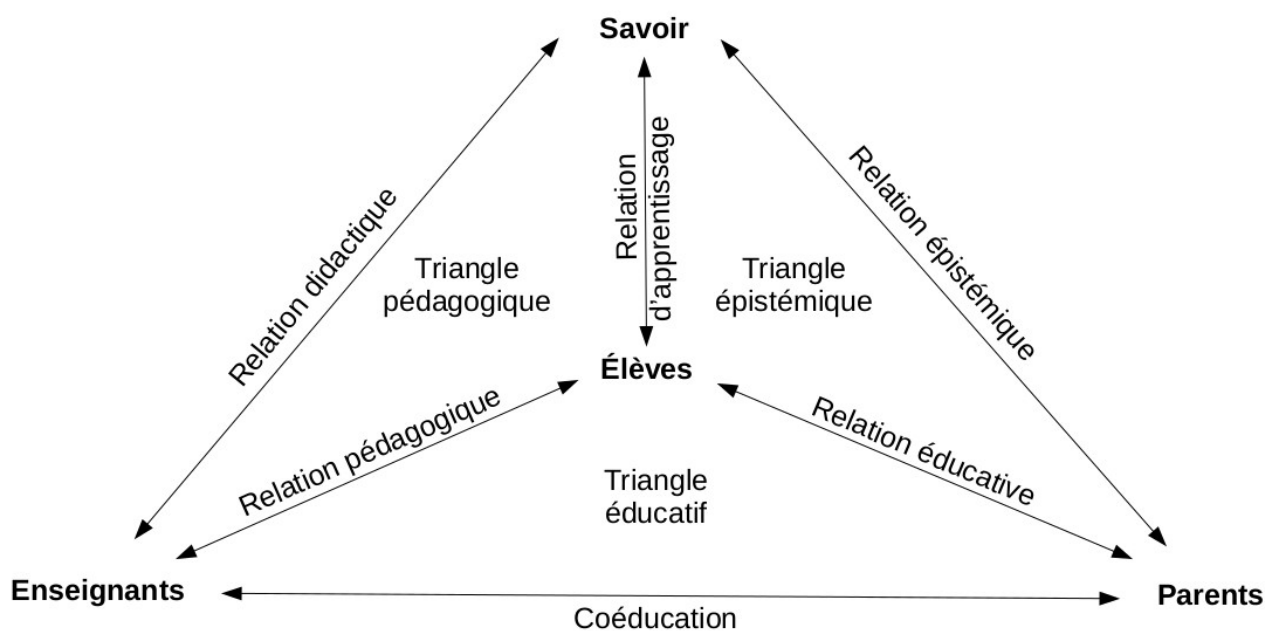 Savoir
Relation didactique
Relation
d'apprentissage
Relation épistémique
Triangle
pédagogique
Triangle
épistémique
Élèves
Relation pédagogique
Relation éducative
Triangle
éducatif
Enseignants
Parents
Coéducation